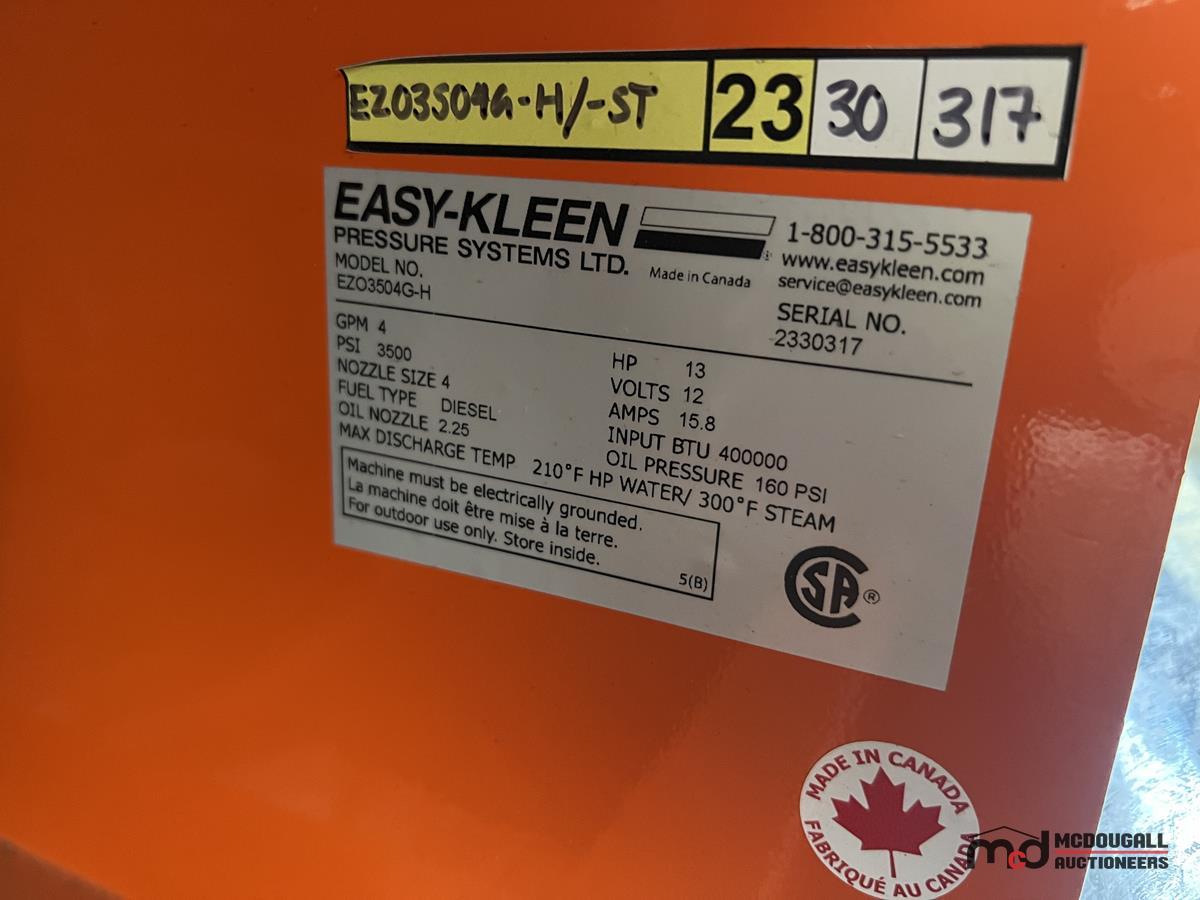 EZO3504G-H/-ST 23 30 317
EASY-KLEEN
PRESSURE SYSTEMS LTD.
Made in Canada
1-800-315-5533
www.easykleen.com
service@easykleen.com
MODEL NO.
EZO3504G-H
SERIAL NO.
2330317
GPM 4
PSI 3500
NOZZLE SIZE 4
FUEL TYPE DIESEL
OIL NOZZLE 2.25
HP 13
VOLTS 12
AMPS 15.8
INPUT BTU 400000
OIL PRESSURE 160 PSI
MAX DISCHARGE TEMP 210°F HP WATER/ 300°F STEAM
Machine must be electrically grounded.
La machine doit être mise à la terre.
For outdoor use only. Store inside.
5(B)
CSA®
MADE IN CANADA
FABRIQUÉ AU CANADA
mcd MCDOUGALL
AUCTIONEERS